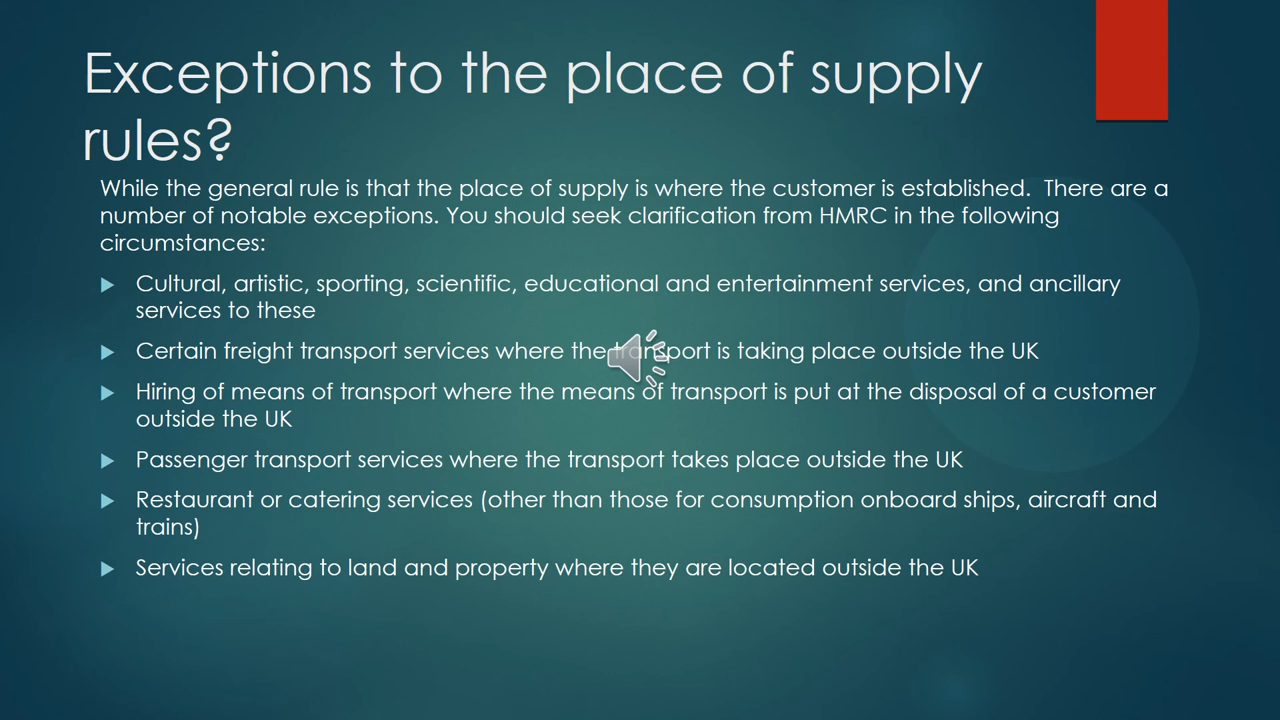 Exceptions to the place of supply
rules?
While the general rule is that the place of supply is where the customer is established.  There are a
number of notable exceptions. You should seek clarification from HMRC in the following
circumstances:
Cultural, artistic, sporting, scientific, educational and entertainment services, and ancillary
services to these
Certain freight transport services where the transport is taking place outside the UK
Hiring of means of transport where the means of transport is put at the disposal of a customer
outside the UK
Passenger transport services where the transport takes place outside the UK
Restaurant or catering services (other than those for consumption onboard ships, aircraft and
trains)
Services relating to land and property where they are located outside the UK